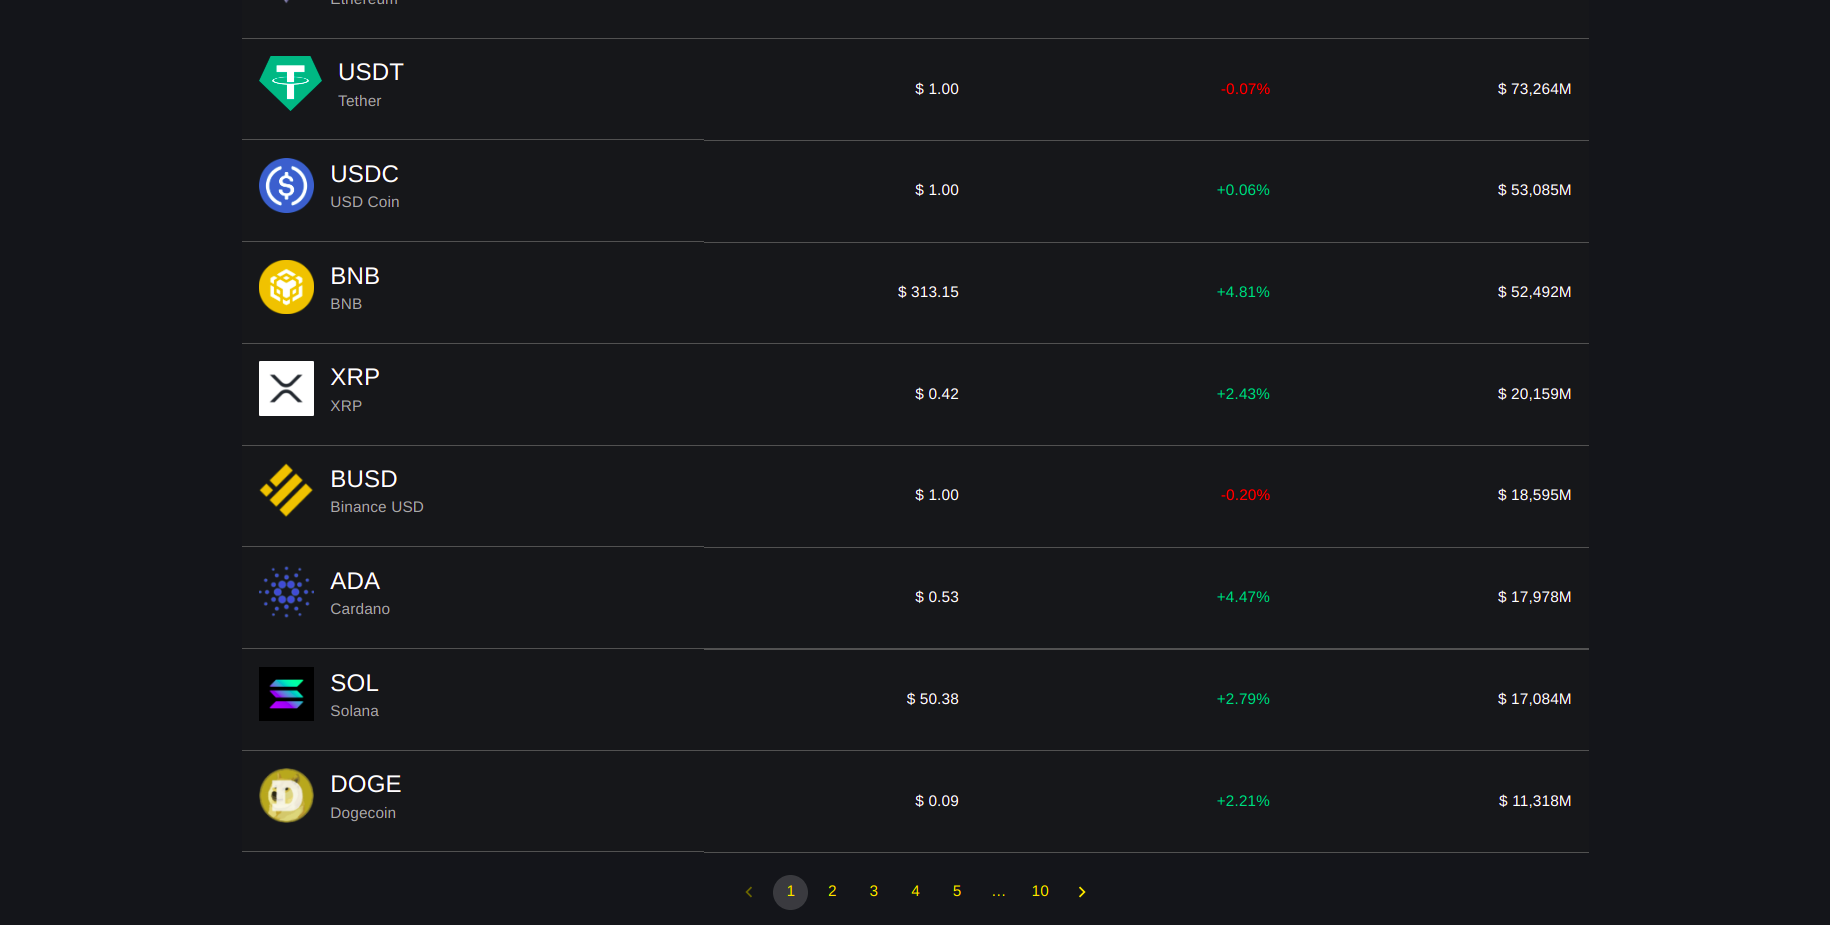 Ethereum
USDT
Tether
$ 1.00
-0.07%
$ 73,264M
USDC
USD Coin
$ 1.00
+0.06%
$ 53,085M
BNB
BNB
$ 313.15
+4.81%
$ 52,492M
XRP
XRP
$ 0.42
+2.43%
$ 20,159M
BUSD
Binance USD
$ 1.00
-0.20%
$ 18,595M
ADA
Cardano
$ 0.53
+4.47%
$ 17,978M
SOL
Solana
$ 50.38
+2.79%
$ 17,084M
DOGE
Dogecoin
$ 0.09
+2.21%
$ 11,318M
1 2 3 4 5 ... 10